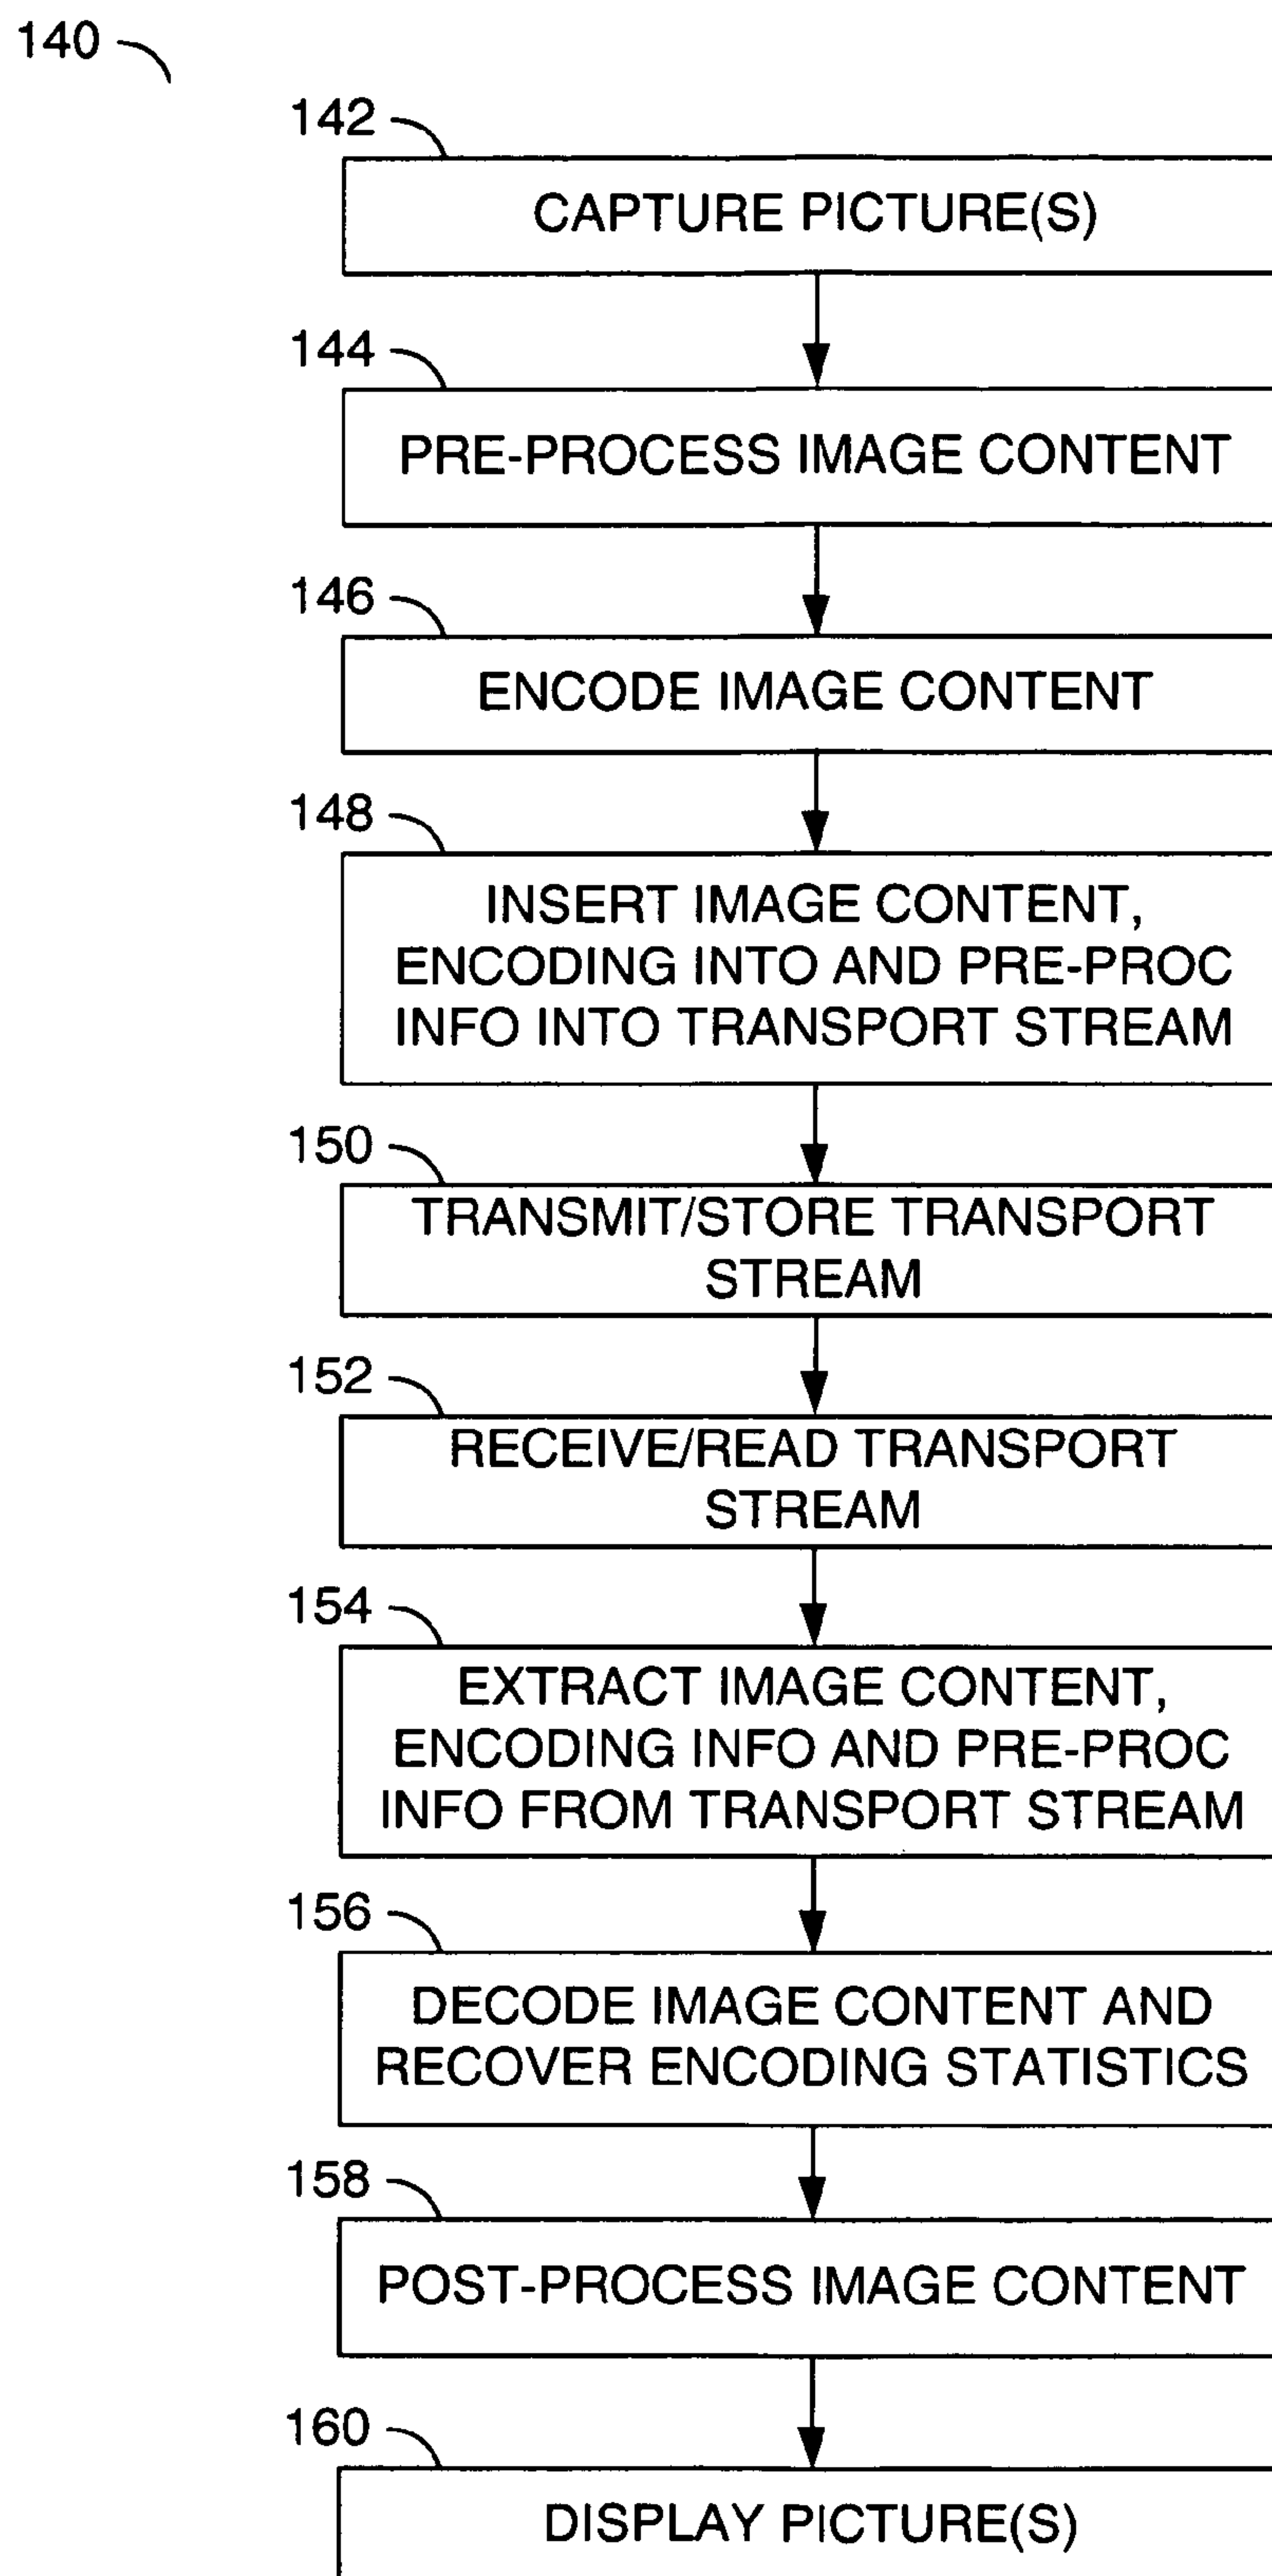 140
142
CAPTURE PICTURE(S)
144
PRE-PROCESS IMAGE CONTENT
146
ENCODE IMAGE CONTENT
148
INSERT IMAGE CONTENT,
ENCODING INTO AND PRE-PROC
INFO INTO TRANSPORT STREAM
150
TRANSMIT/STORE TRANSPORT
STREAM
152
RECEIVE/READ TRANSPORT
STREAM
154
EXTRACT IMAGE CONTENT,
ENCODING INFO AND PRE-PROC
INFO FROM TRANSPORT STREAM
156
DECODE IMAGE CONTENT AND
RECOVER ENCODING STATISTICS
158
POST-PROCESS IMAGE CONTENT
160
DISPLAY PICTURE(S)